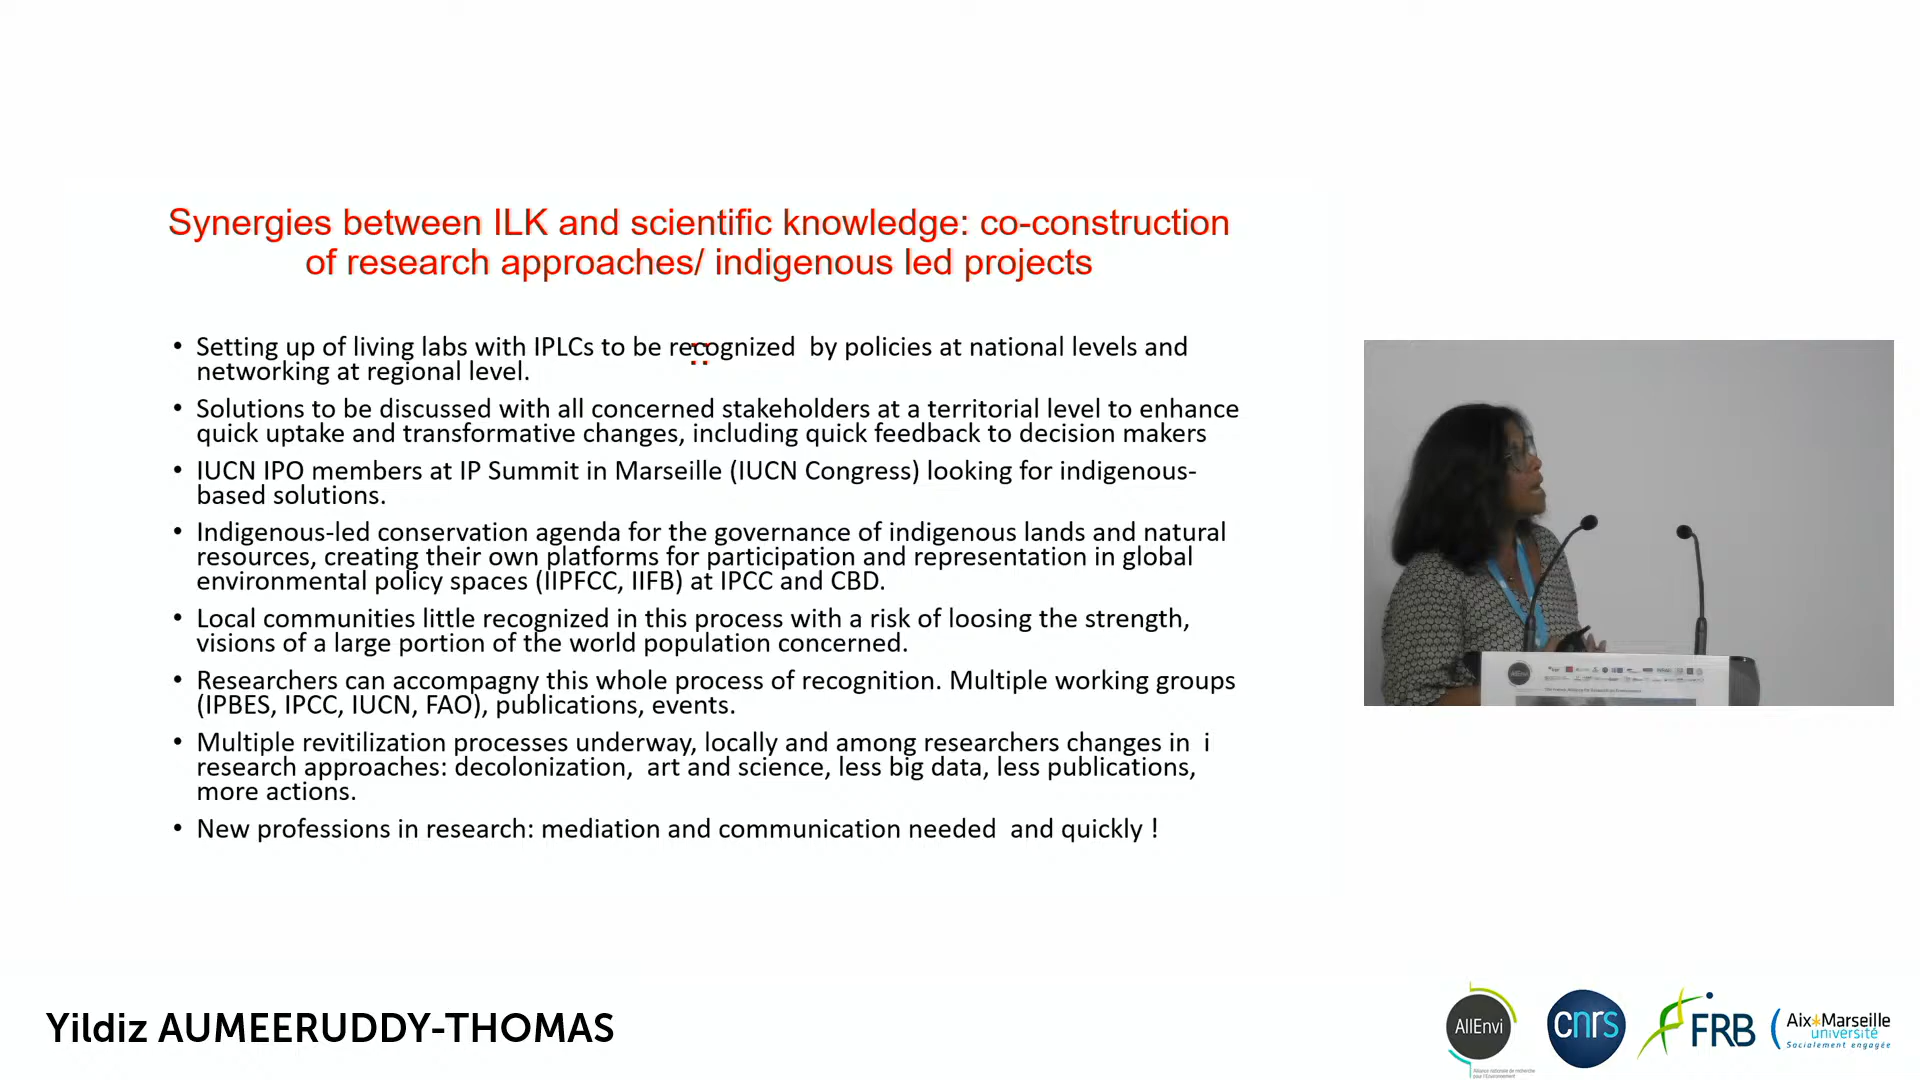 Synergies between ILK and scientific knowledge: co-construction
of research approaches/ indigenous led projects
• Setting up of living labs with IPLCs to be recognized  by policies at national levels and
networking at regional level.
• Solutions to be discussed with all concerned stakeholders at a territorial level to enhance
quick uptake and transformative changes, including quick feedback to decision makers
• IUCN IPO members at IP Summit in Marseille (IUCN Congress) looking for indigenous-
based solutions.
• Indigenous-led conservation agenda for the governance of indigenous lands and natural
resources, creating their own platforms for participation and representation in global
environmental policy spaces (IIPFCC, IIFB) at IPCC and CBD.
• Local communities little recognized in this process with a risk of loosing the strength,
visions of a large portion of the world population concerned.
• Researchers can accompagny this whole process of recognition. Multiple working groups
(IPBES, IPCC, IUCN, FAO), publications, events.
• Multiple revitilization processes underway, locally and among researchers changes in  i
research approaches: decolonization,  art and science, less big data, less publications,
more actions.
• New professions in research: mediation and communication needed  and quickly !
AllEnvi
Yildiz AUMEERUDDY-THOMAS
AllEnvi
Alliance nationale de recherche
pour l'Environnement
cnrs
FRB
Aix*Marseille
université
Socialement engagée